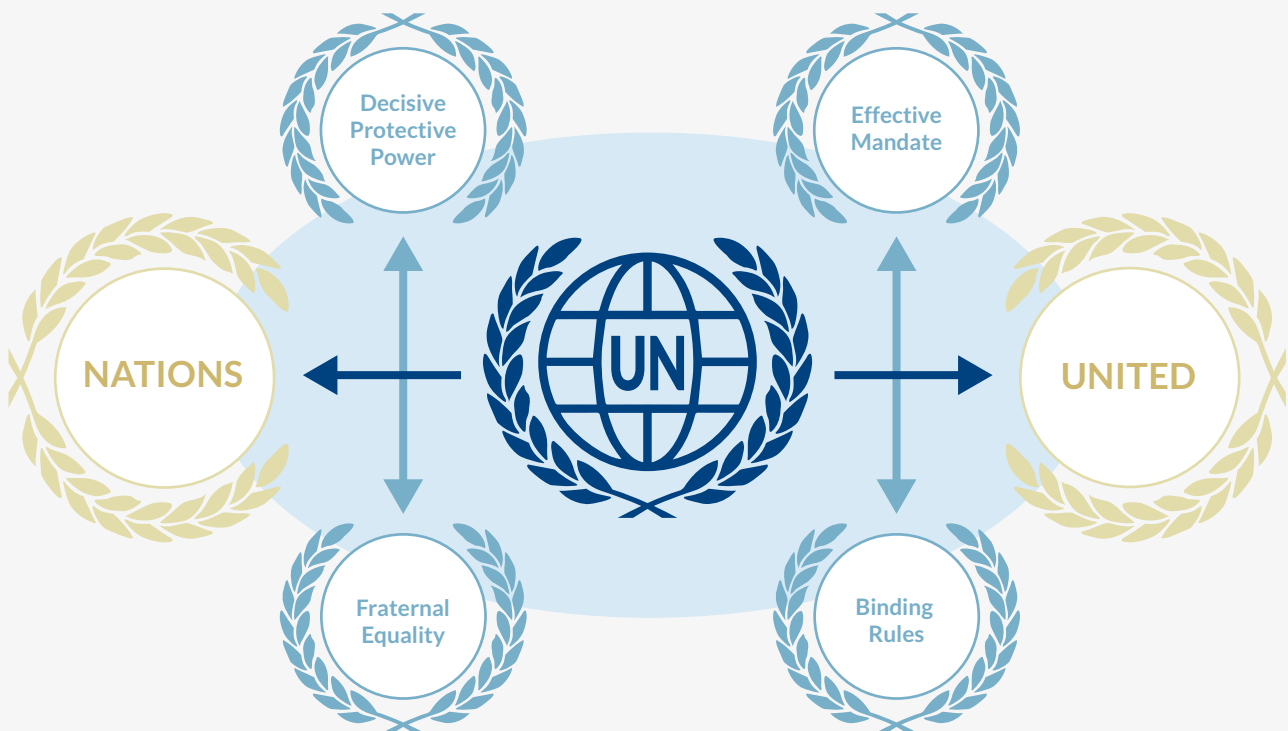 Decisive
Protective
Power
Effective
Mandate
NATIONS
UN
UNITED
Fraternal
Equality
Binding
Rules